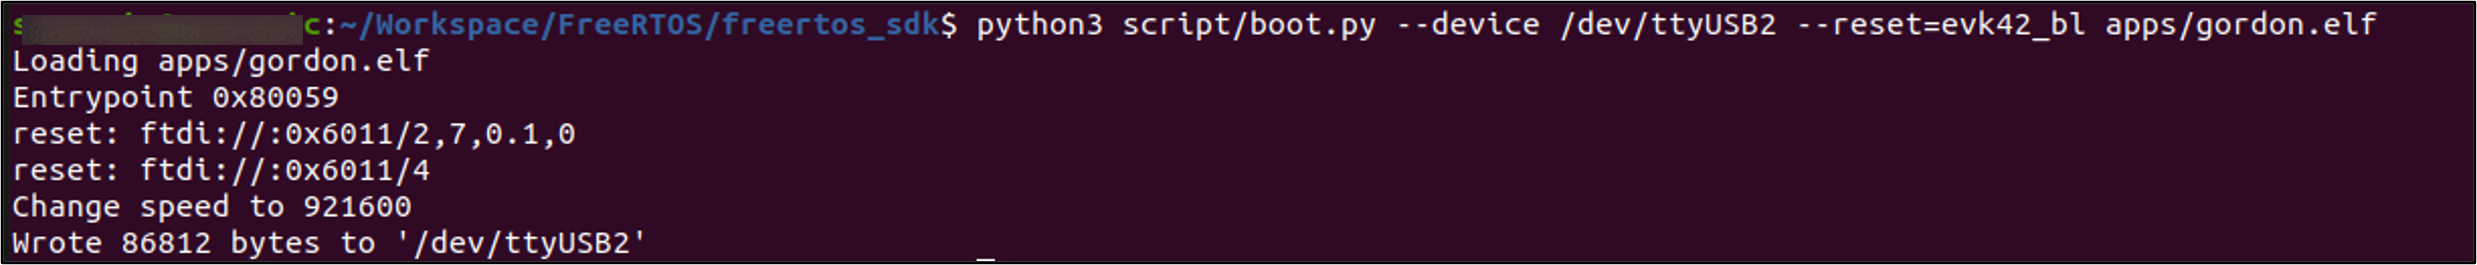 :~/Workspace/FreeRTOS/freertos_sdk$ python3 script/boot.py --device /dev/ttyUSB2 --reset=evk42_bl apps/gordon.elf
Loading apps/gordon.elf
Entrypoint 0x80059
reset: ftdi://:0x6011/2,7,0.1,0
reset: ftdi://:0x6011/4
Change speed to 921600
Wrote 86812 bytes to '/dev/ttyUSB2'